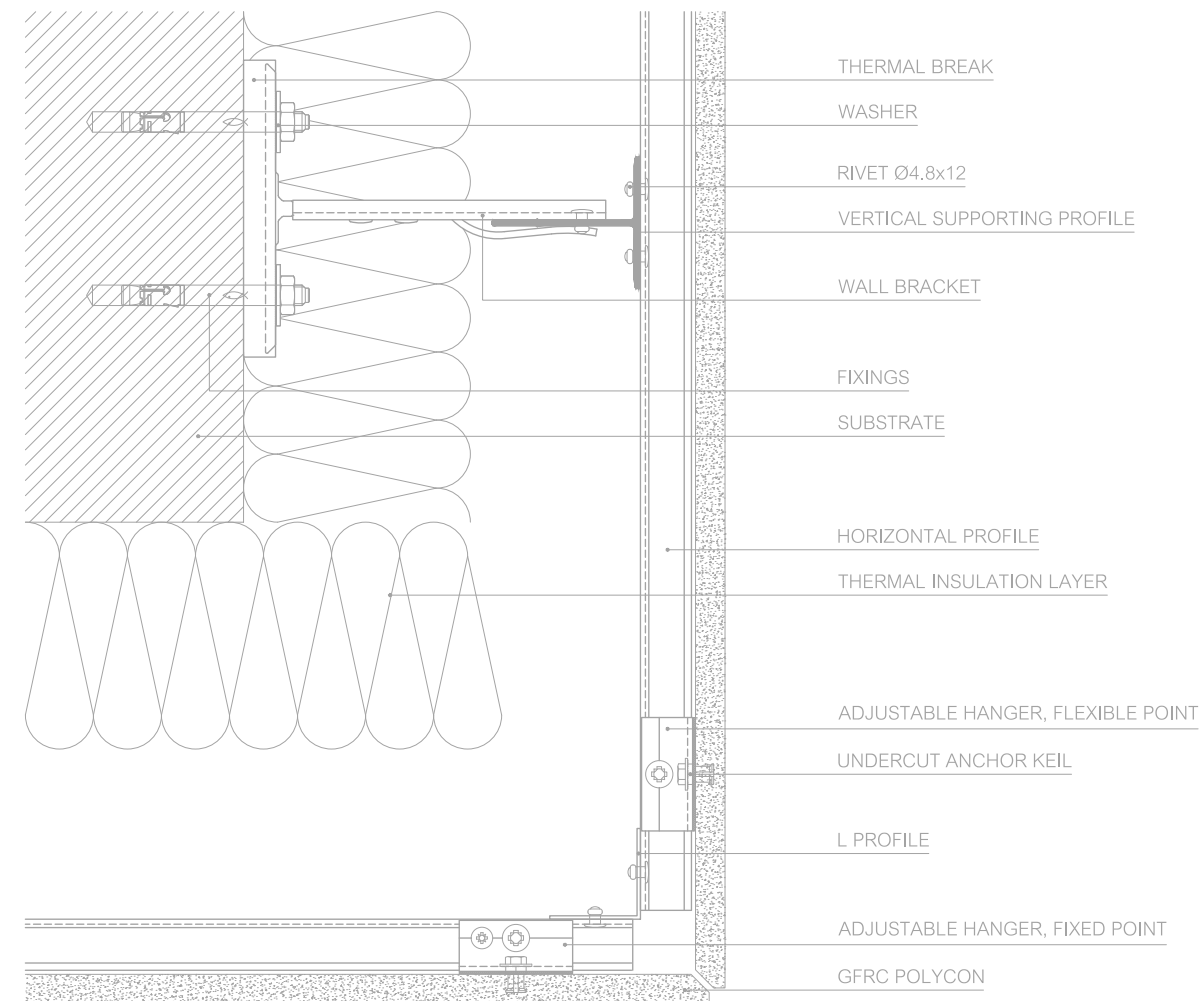 THERMAL BREAK
WASHER
RIVET Ø4.8x12
VERTICAL SUPPORTING PROFILE
WALL BRACKET
FIXINGS
SUBSTRATE
HORIZONTAL PROFILE
THERMAL INSULATION LAYER
ADJUSTABLE HANGER, FLEXIBLE POINT
UNDERCUT ANCHOR KEIL
L PROFILE
ADJUSTABLE HANGER, FIXED POINT
GFRC POLYCON